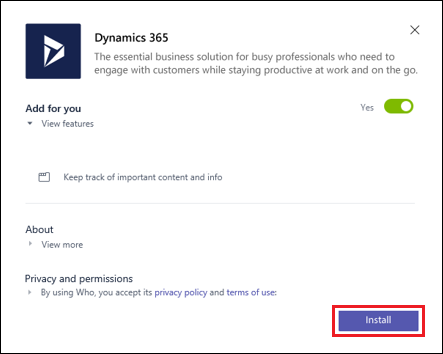 Dynamics 365
The essential business solution for busy professionals who need to
engage with customers while staying productive at work and on the go.
Add for you
Yes
View features
Keep track of important content and info
About
View more
Privacy and permissions
By using Who, you accept its privacy policy and terms of use:
Install